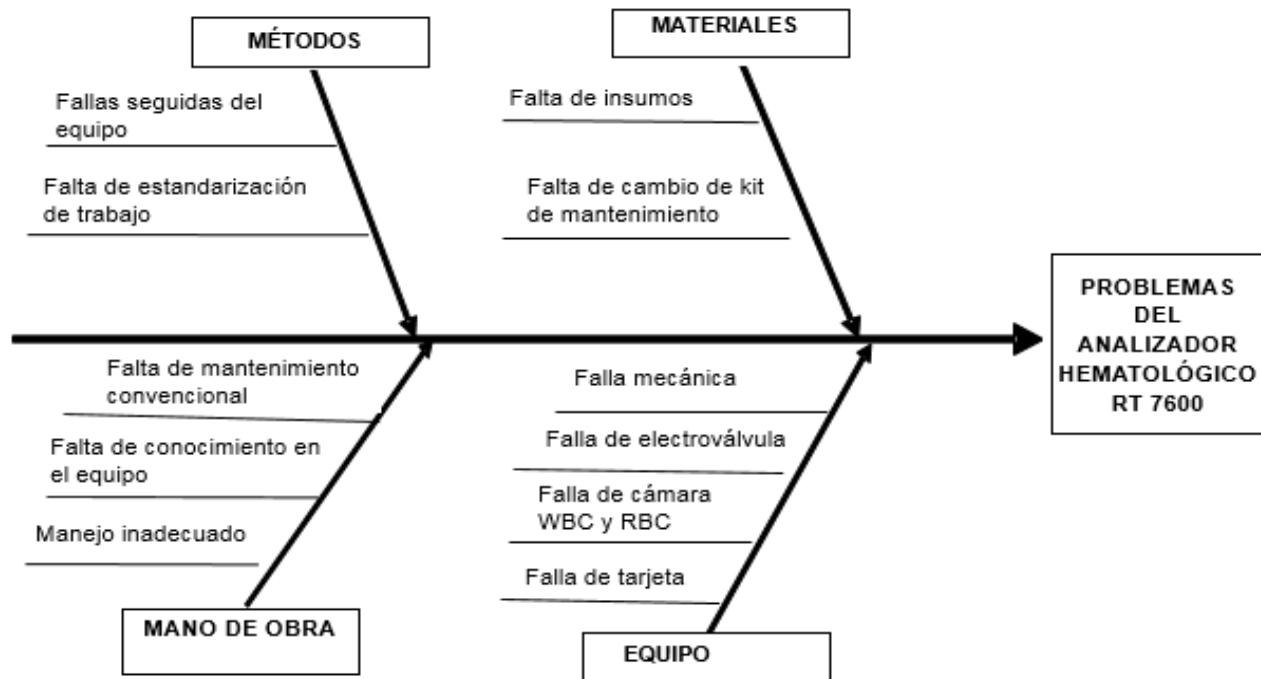 MÉTODOS
MATERIALES
Fallas seguidas del
equipo
Falta de estandarización
de trabajo
Falta de insumos
Falta de cambio de kit
de mantenimiento
PROBLEMAS
DEL
ANALIZADOR
HEMATOLÓGICO
RT 7600
Falta de mantenimiento
convencional
Falta de conocimiento en
el equipo
Manejo inadecuado
Falla mecánica
Falla de electroválvula
Falla de cámara
WBC y RBC
Falla de tarjeta
MANO DE OBRA
EQUIPO